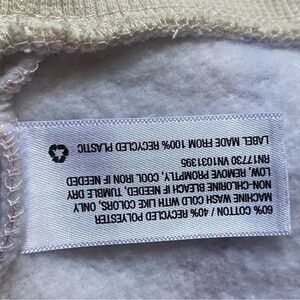 60% COTTON / 40% RECYCLED POLYESTER
MACHINE WASH COLD WITH LIKE COLORS, ONLY
NON-CHLORINE BLEACH IF NEEDED, TUMBLE DRY
LOW, REMOVE PROMPTLY, COOL IRON IF NEEDED
RN17730 VN1031395
LABEL MADE FROM 100% RECYCLED PLASTIC